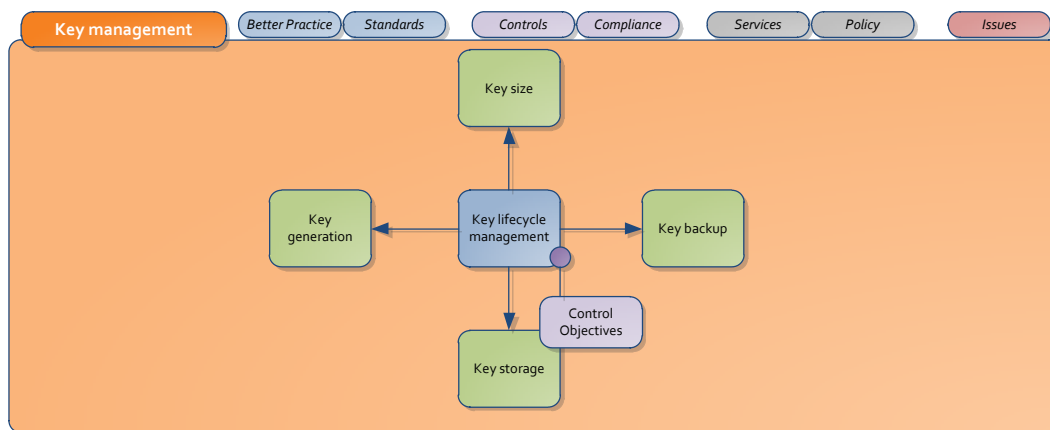 Key management
Better Practice
Standards
Controls
Compliance
Services
Policy
Issues
Key size
Key
generation
Key lifecycle
management
Key backup
Control
Objectives
Key storage